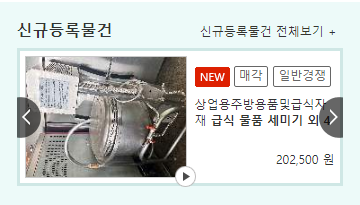 신규등록물건
신규등록물건 전체보기 +
NEW 매각 일반경쟁
상업용주방용품및급식자
재 급식 물품 세미기 외 4
202,500 원